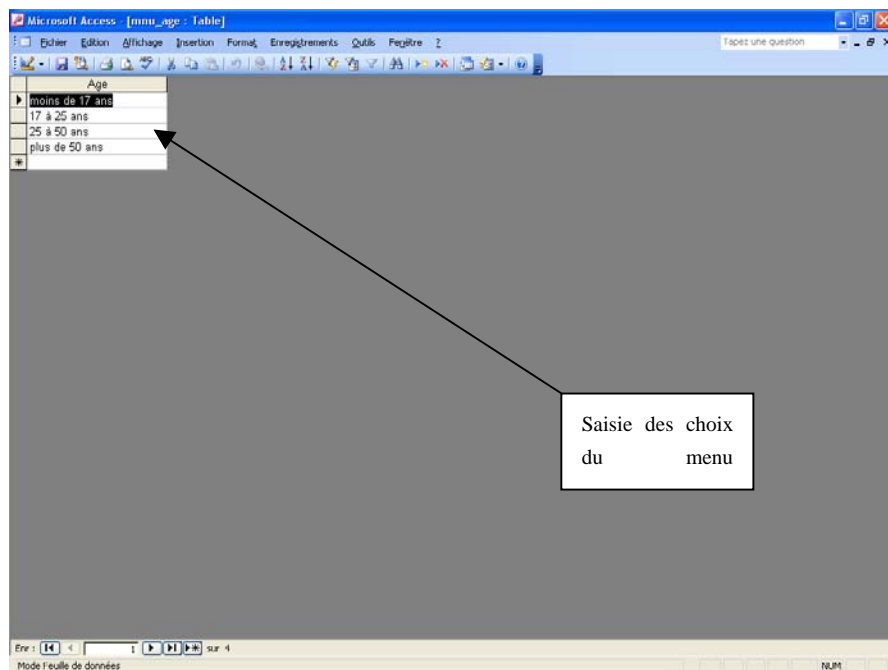 Microsoft Access - [mnu_age : Table]
Fichier Edition Affichage Insertion Format Enregistrements Outils Fenêtre ?
Tapez une question
Age
moins de 17 ans
17 à 25 ans
25 à 50 ans
plus de 50 ans
Saisie des choix
du menu
Enr : 1 sur 4
Mode Feuille de données
NUM